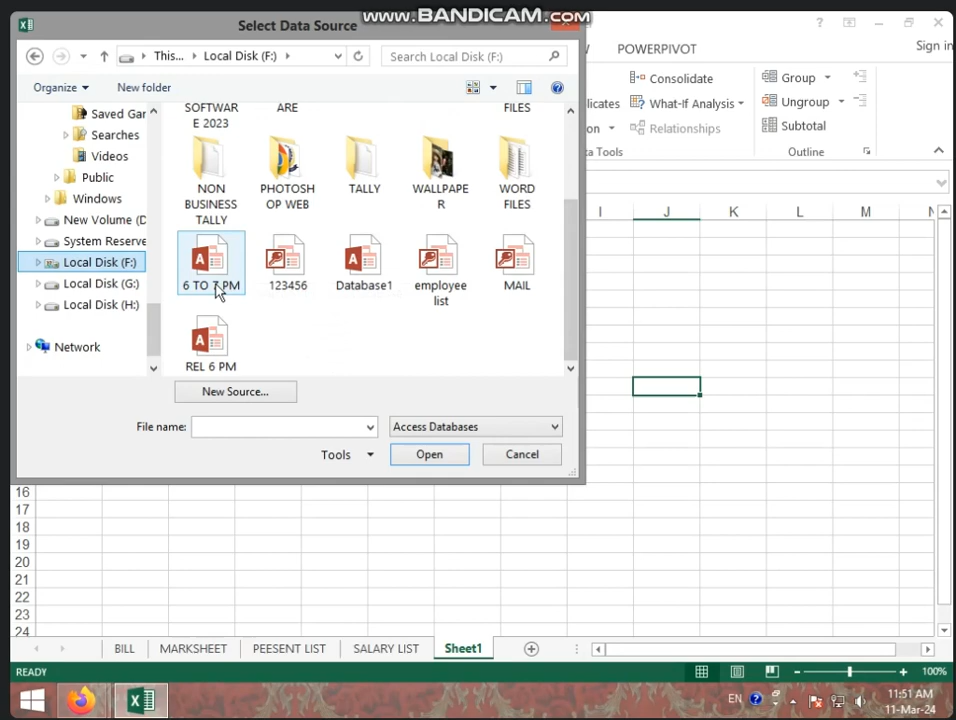 WWW.BANDICAM.COM
Select Data Source
This...
Local Disk (F:)
Search Local Disk (F:)
Organize
New folder
Saved Gar
Searches
Videos
Public
Windows
New Volume (D
System Reserve
Local Disk (F:)
Local Disk (G:)
Local Disk (H:)
Network
SOFTWAR
E 2023
ARE
FILES
NON
BUSINESS
TALLY
PHOTOSH
OP WEB
TALLY
WALLPAPE
R
WORD
FILES
6 TO 7 PM
123456
Database1
employee
list
MAIL
REL 6 PM
New Source...
File name:
Access Databases
Tools
Open
Cancel
Sign in
POWERPIVOT
Consolidate
licates
What-If Analysis
on
Relationships
ta Tools
Group
Ungroup
Subtotal
Outline
I
J
K
L
M
N
16
17
18
19
20
21
22
23
24
BILL
MARKSHEET
PEESENT LIST
SALARY LIST
Sheet1
READY
100%
EN
11:51 AM
11-Mar-24